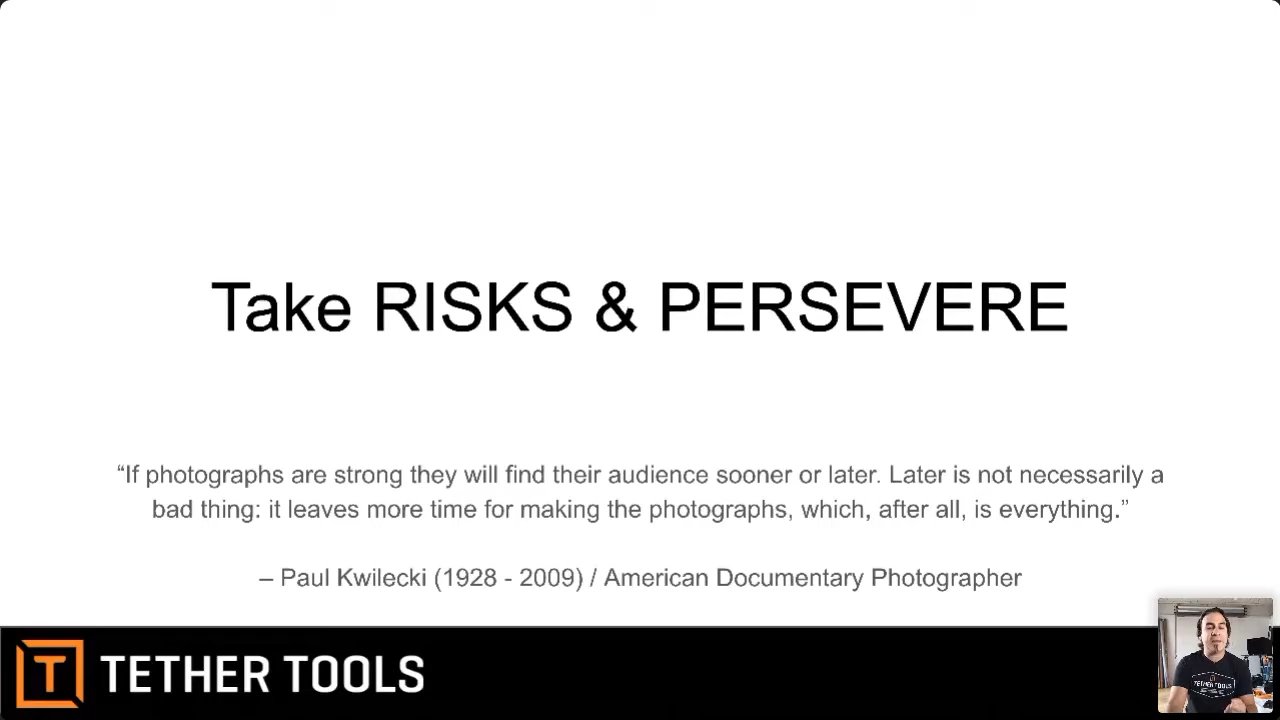 Take RISKS & PERSEVERE
“If photographs are strong they will find their audience sooner or later. Later is not necessarily a
bad thing: it leaves more time for making the photographs, which, after all, is everything.”
– Paul Kwilecki (1928 - 2009) / American Documentary Photographer
T TETHER TOOLS
TETHER TOOLS